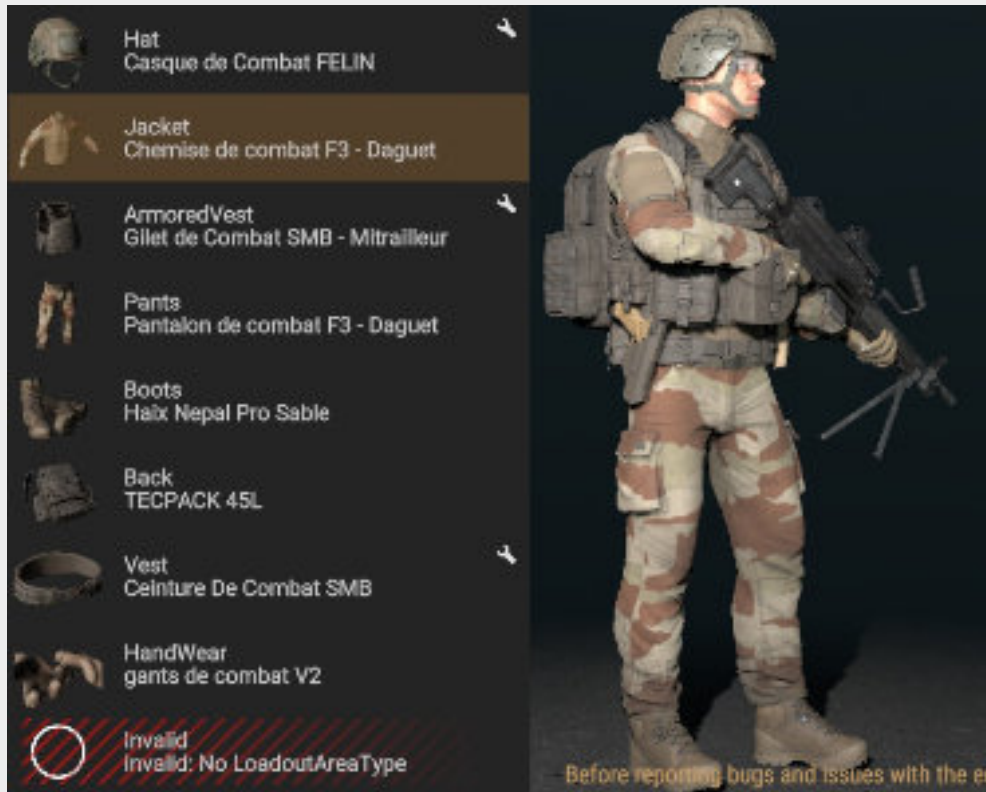 Hat
Casque de Combat FELIN
Jacket
Chemise de combat F3 - Daguet
ArmoredVest
Gilet de Combat SMB - Mitrailleur
Pants
Pantalon de combat F3 - Daguet
Boots
Haix Nepal Pro Sable
Back
TECPACK 45L
Vest
Ceinture De Combat SMB
HandWear
gants de combat V2
Invalid
Invalid: No LoadoutAreaType
Before reporting bugs and issues with the